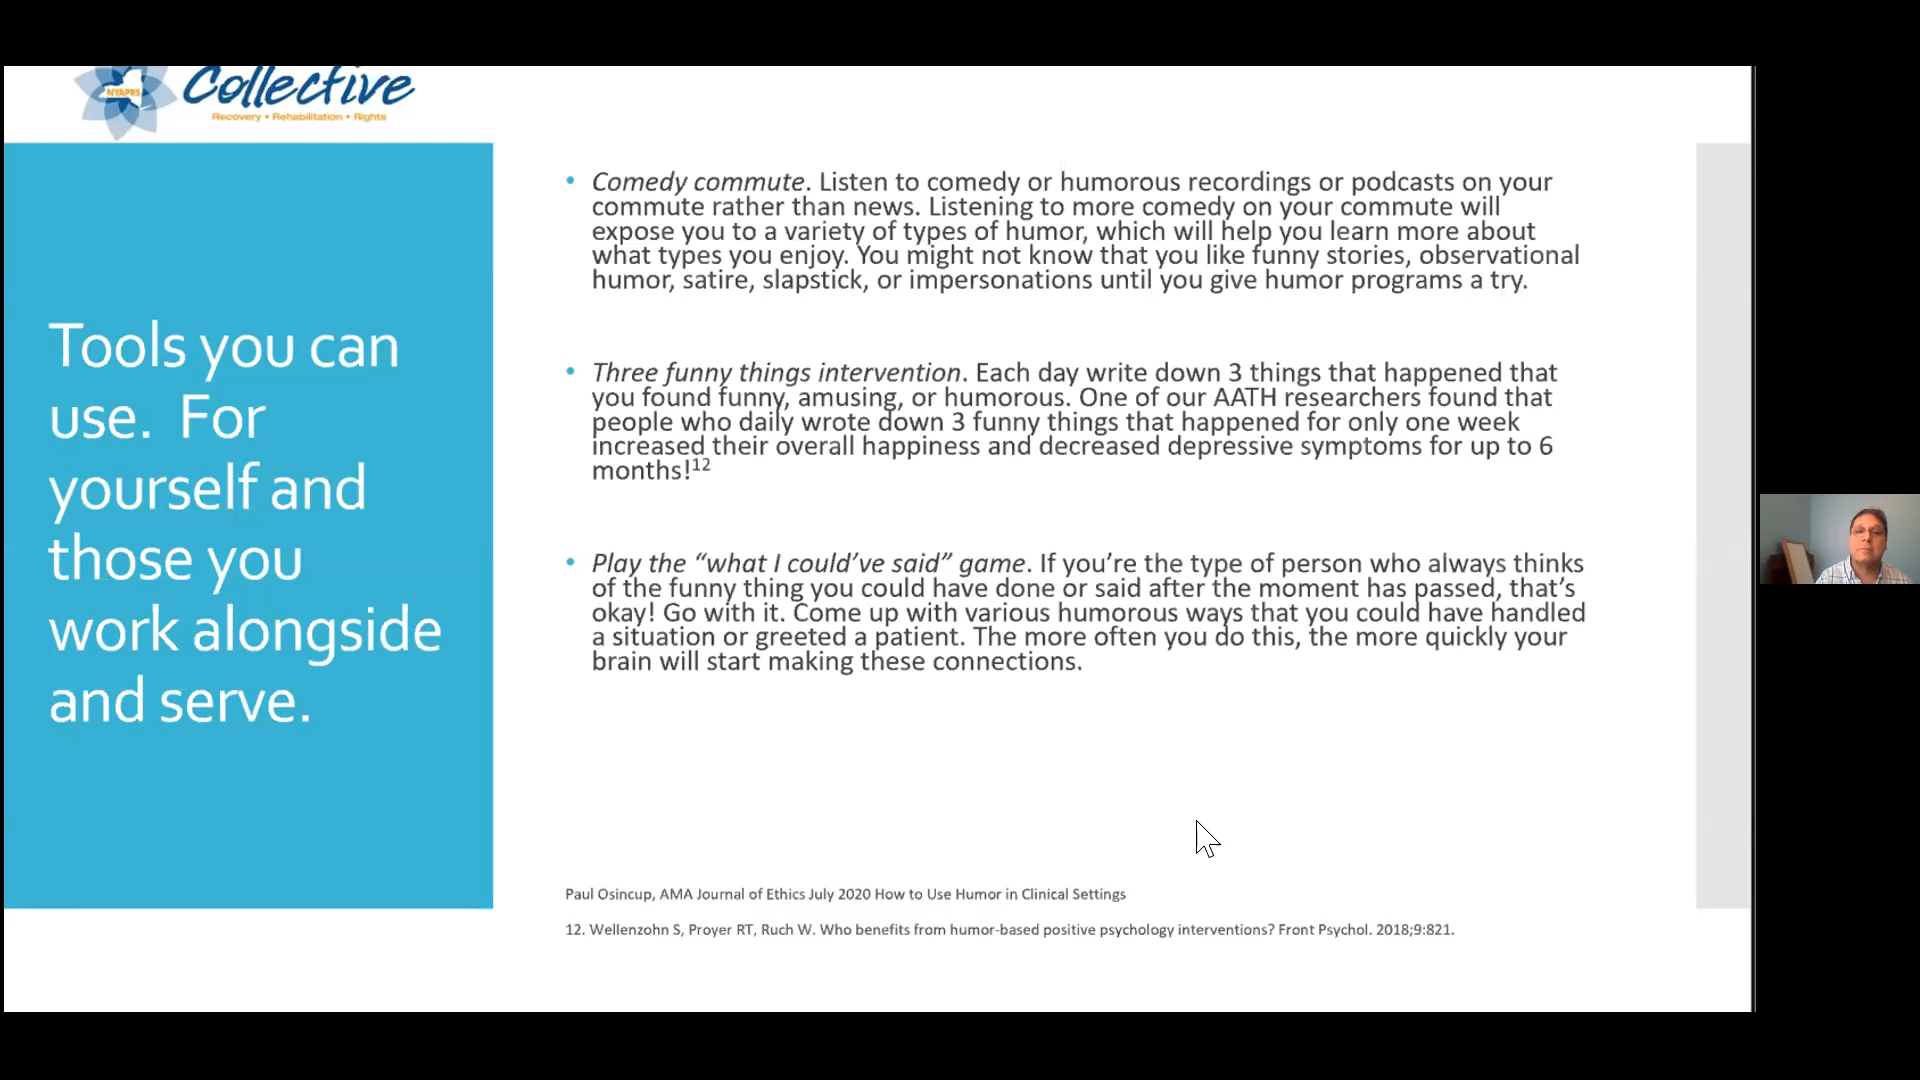 NYAPRS
Collective
Recovery • Rehabilitation • Rights
Tools you can
use.  For
yourself and
those you
work alongside
and serve.
• Comedy commute. Listen to comedy or humorous recordings or podcasts on your
commute rather than news. Listening to more comedy on your commute will
expose you to a variety of types of humor, which will help you learn more about
what types you enjoy. You might not know that you like funny stories, observational
humor, satire, slapstick, or impersonations until you give humor programs a try.
• Three funny things intervention. Each day write down 3 things that happened that
you found funny, amusing, or humorous. One of our AATH researchers found that
people who daily wrote down 3 funny things that happened for only one week
increased their overall happiness and decreased depressive symptoms for up to 6
months!12
• Play the “what I could’ve said” game. If you’re the type of person who always thinks
of the funny thing you could have done or said after the moment has passed, that’s
okay! Go with it. Come up with various humorous ways that you could have handled
a situation or greeted a patient. The more often you do this, the more quickly your
brain will start making these connections.
Paul Osincup, AMA Journal of Ethics July 2020 How to Use Humor in Clinical Settings
12. Wellenzohn S, Proyer RT, Ruch W. Who benefits from humor-based positive psychology interventions? Front Psychol. 2018;9:821.